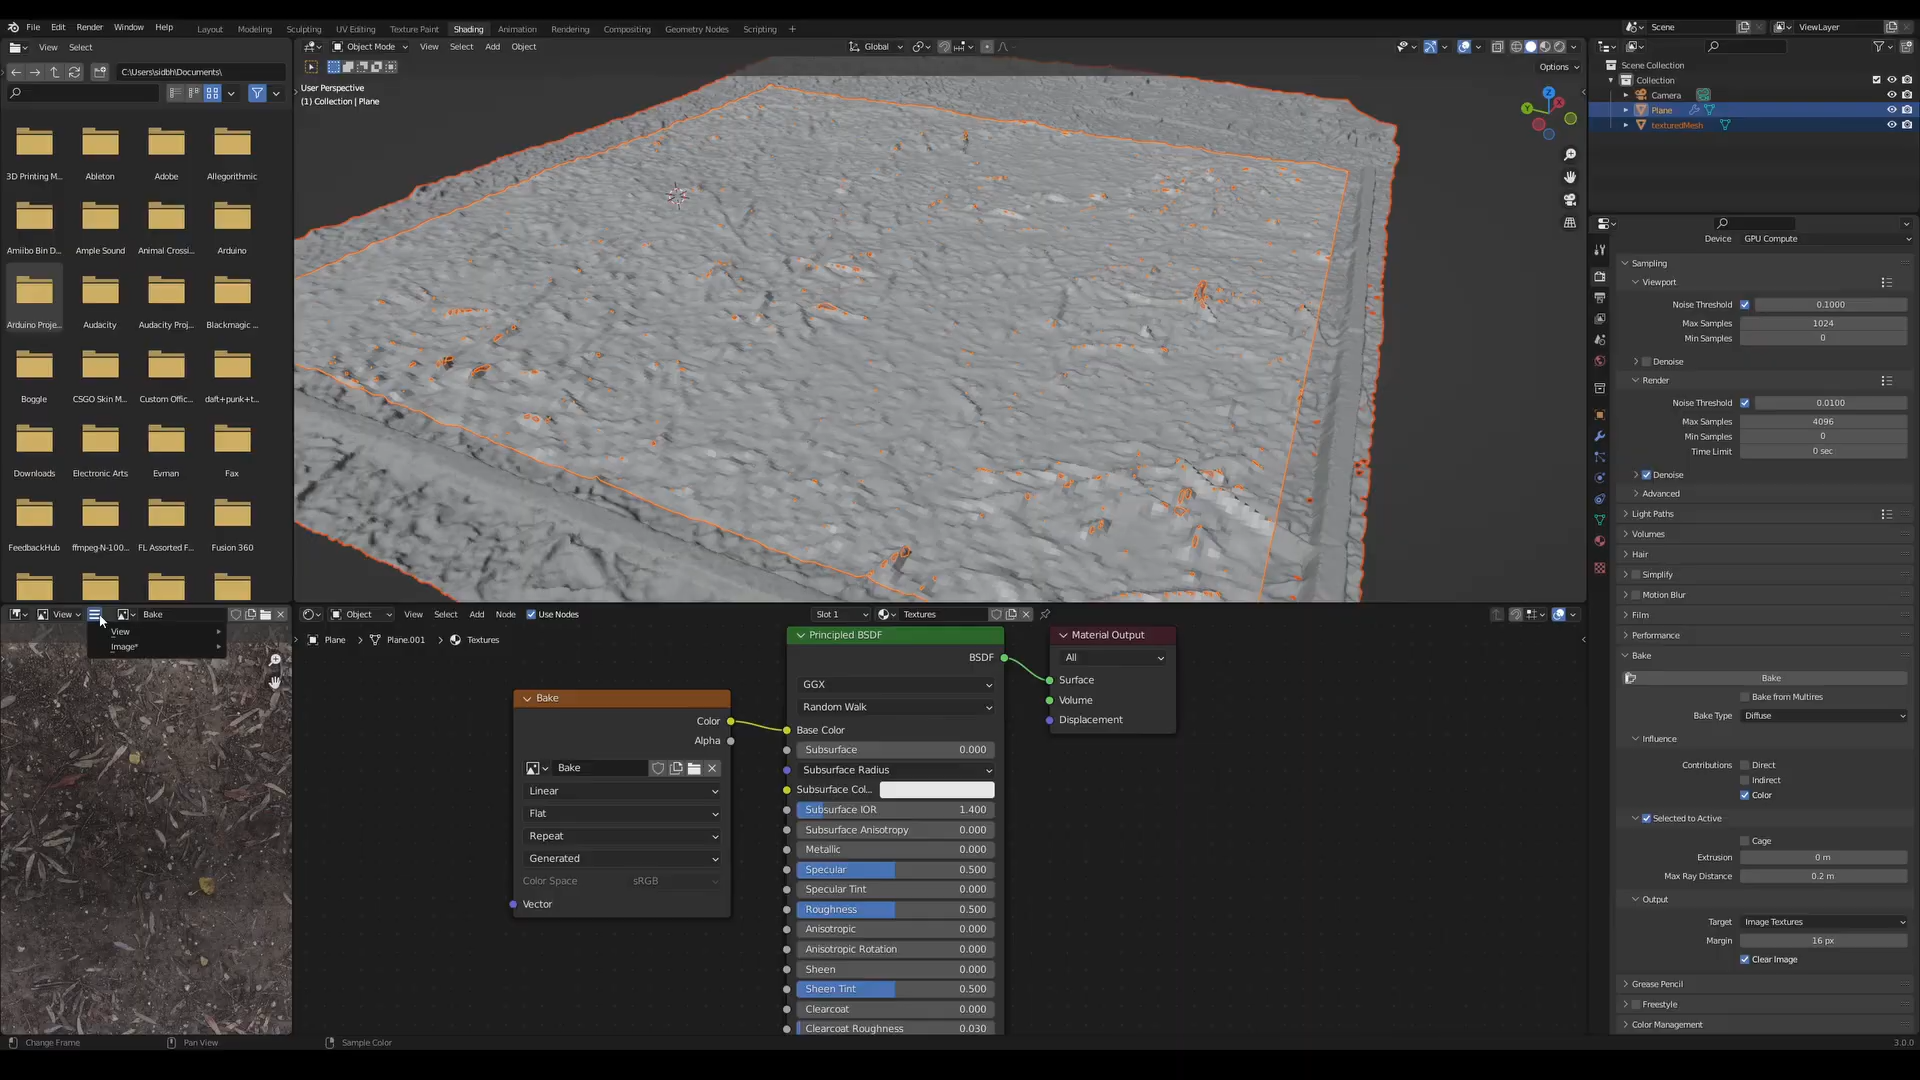 File Edit Render Window Help Layout Modeling Sculpting UV Editing Texture Paint Shading Animation Rendering Compositing Geometry Nodes Scripting + Scene ViewLayer
View Select
Object Mode View Select Add Object Global
Options
C:\Users\sidbh\Documents\
User Perspective
(1) Collection | Plane
Scene Collection
Collection
Camera
Plane
texturedMesh
3D Printing M... Ableton Adobe Allegorithmic
Amiibo Bin D... Ample Sound Animal Crossi... Arduino
Arduino Proje... Audacity Audacity Proj... Blackmagic ...
Boggle CSGO Skin M... Custom Offic... daft+punk+t...
Downloads Electronic Arts Evman Fax
FeedbackHub ffmpeg-N-100... FL Assorted F... Fusion 360
Z
Y
X
Device GPU Compute
Sampling
Viewport
Noise Threshold 0.1000
Max Samples 1024
Min Samples 0
Denoise
Render
Noise Threshold 0.0100
Max Samples 4096
Min Samples 0
Time Limit 0 sec
Denoise
Advanced
Light Paths
Volumes
Hair
Simplify
Motion Blur
Film
Performance
Bake
Bake
Bake from Multires
Bake Type Diffuse
Influence
Contributions Direct
Indirect
Color
Selected to Active
Cage
Extrusion 0 m
Max Ray Distance 0.2 m
Output
Target Image Textures
Margin 16 px
Clear Image
Grease Pencil
Freestyle
Color Management
View Bake
View
Image*
Object View Select Add Node Use Nodes Slot 1 Textures
Plane Plane.001 Textures
Bake
Color
Alpha
Bake
Linear
Flat
Repeat
Generated
Color Space sRGB
Vector
Principled BSDF
BSDF
GGX
Random Walk
Base Color
Subsurface 0.000
Subsurface Radius
Subsurface Col...
Subsurface IOR 1.400
Subsurface Anisotropy 0.000
Metallic 0.000
Specular 0.500
Specular Tint 0.000
Roughness 0.500
Anisotropic 0.000
Anisotropic Rotation 0.000
Sheen 0.000
Sheen Tint 0.500
Clearcoat 0.000
Clearcoat Roughness 0.030
Material Output
All
Surface
Volume
Displacement
Change Frame Pan View Sample Color 3.0.0